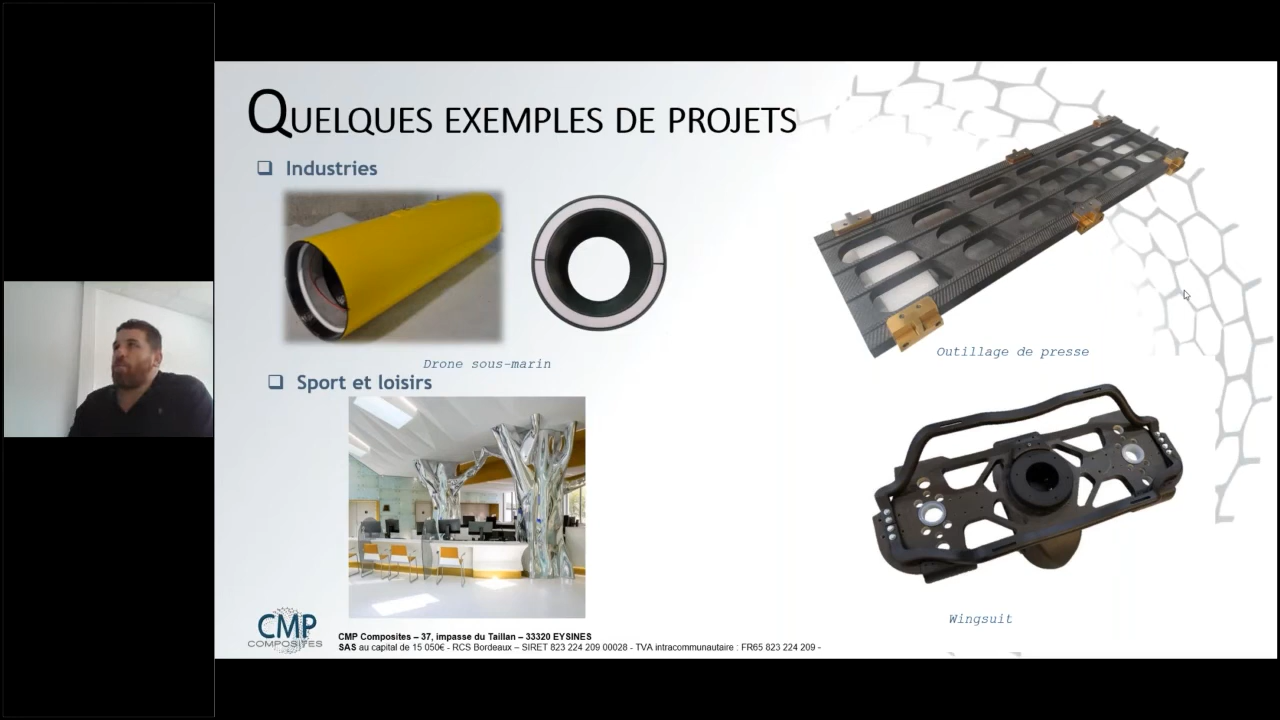 QUELQUES EXEMPLES DE PROJETS
Industries
Drone sous-marin
Outillage de presse
Sport et loisirs
Wingsuit
CMP
COMPOSITES
CMP Composites – 37, impasse du Taillan – 33320 EYSINES
SAS au capital de 15 050€ - RCS Bordeaux – SIRET 823 224 209 00028 - TVA intracommunautaire : FR65 823 224 209 -